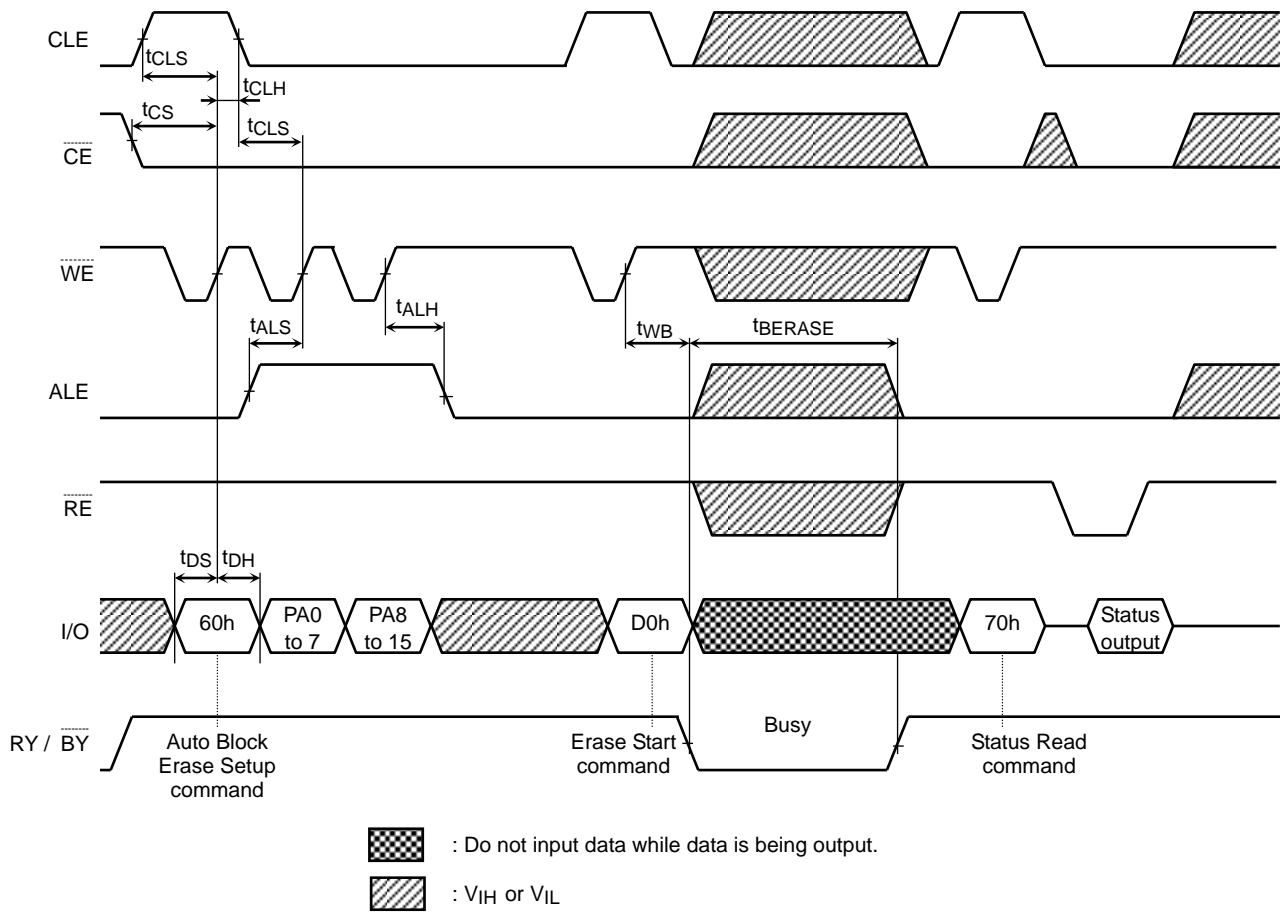 CLE
tCLS
tCLH
tCS
tCLS
CE
WE
tALH
tALS
tWB
tBERASE
ALE
RE
tDS
tDH
I/O
60h
PA0
to 7
PA8
to 15
D0h
70h
Status
output
RY / BY
Busy
Auto Block
Erase Setup
command
Erase Start
command
Status Read
command
: Do not input data while data is being output.
: VIH or VIL